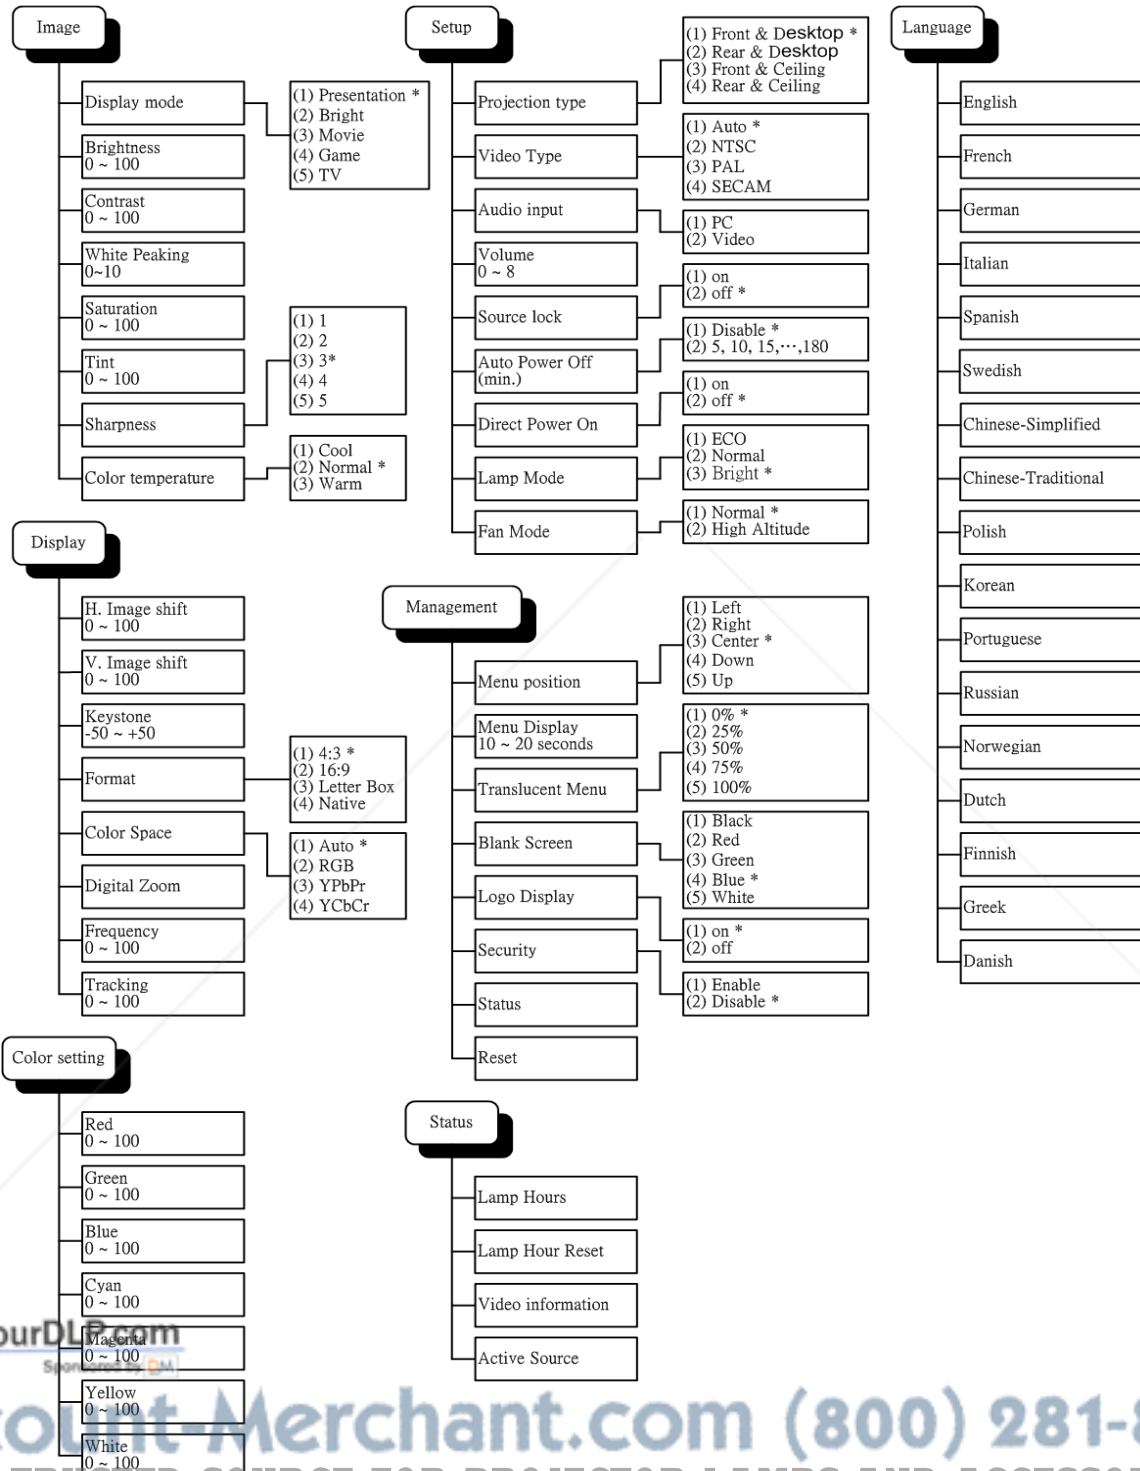 Image
Display mode
(1) Presentation *
(2) Bright
(3) Movie
(4) Game
(5) TV
Brightness
0 ~ 100
Contrast
0 ~ 100
White Peaking
0~10
Saturation
0 ~ 100
Tint
0 ~ 100
Sharpness
(1) 1
(2) 2
(3) 3*
(4) 4
(5) 5
Color temperature
(1) Cool
(2) Normal *
(3) Warm
Display
H. Image shift
0 ~ 100
V. Image shift
0 ~ 100
Keystone
-50 ~ +50
Format
(1) 4:3 *
(2) 16:9
(3) Letter Box
(4) Native
Color Space
(1) Auto *
(2) RGB
(3) YPbPr
(4) YCbCr
Digital Zoom
Frequency
0 ~ 100
Tracking
0 ~ 100
Color setting
Red
0 ~ 100
Green
0 ~ 100
Blue
0 ~ 100
Cyan
0 ~ 100
Magenta
0 ~ 100
Yellow
0 ~ 100
White
0 ~ 100
Setup
Projection type
(1) Front & Desktop *
(2) Rear & Desktop
(3) Front & Ceiling
(4) Rear & Ceiling
Video Type
(1) Auto *
(2) NTSC
(3) PAL
(4) SECAM
Audio input
(1) PC
(2) Video
Volume
0 ~ 8
Source lock
(1) on
(2) off *
Auto Power Off
(min.)
(1) Disable *
(2) 5, 10, 15,···,180
Direct Power On
(1) on
(2) off *
Lamp Mode
(1) ECO
(2) Normal
(3) Bright *
Fan Mode
(1) Normal *
(2) High Altitude
Management
Menu position
(1) Left
(2) Right
(3) Center *
(4) Down
(5) Up
Menu Display
10 ~ 20 seconds
Translucent Menu
(1) 0% *
(2) 25%
(3) 50%
(4) 75%
(5) 100%
Blank Screen
(1) Black
(2) Red
(3) Green
(4) Blue *
(5) White
Logo Display
(1) on *
(2) off
Security
(1) Enable
(2) Disable *
Status
Reset
Status
Lamp Hours
Lamp Hour Reset
Video information
Active Source
Language
English
French
German
Italian
Spanish
Swedish
Chinese-Simplified
Chinese-Traditional
Polish
Korean
Portuguese
Russian
Norwegian
Dutch
Finnish
Greek
Danish
ourDLP.com
Sponsored by DM
count-Merchant.com (800) 281-8
TRUSTED SOURCE FOR PROJECTOR LAMPS AND ACCESSOR